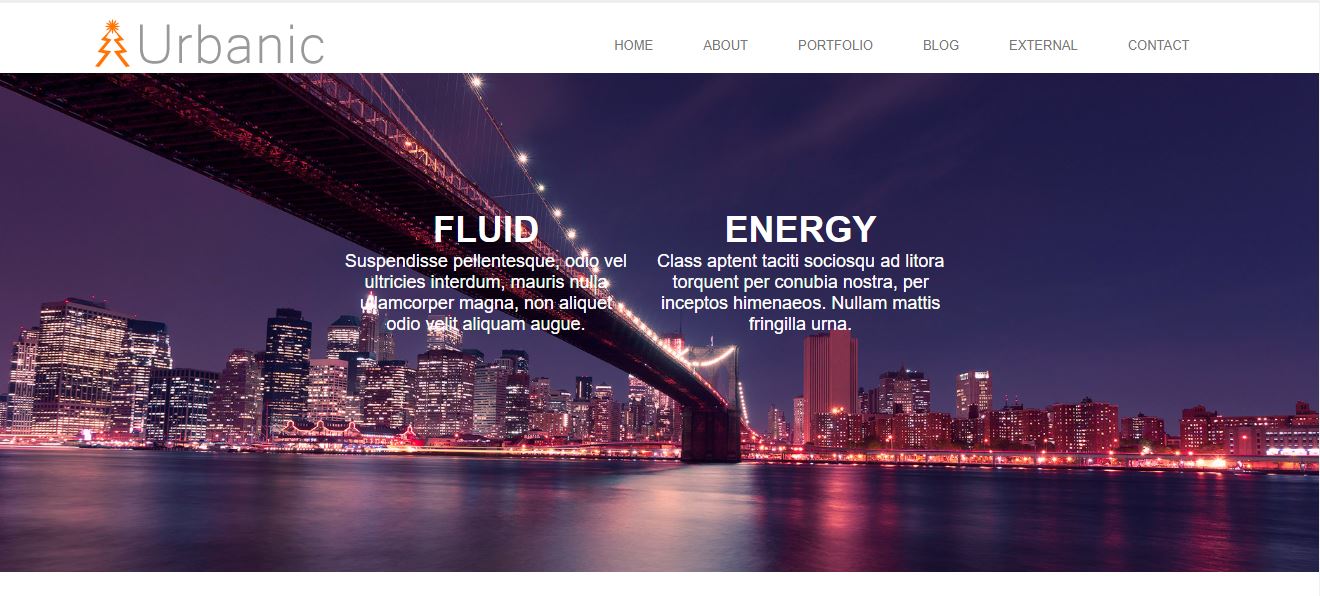 Urbanic
HOME
ABOUT
PORTFOLIO
BLOG
EXTERNAL
CONTACT
FLUID
Suspendisse pellentesque, odio vel
ultricies interdum, mauris nulla
ullamcorper magna, non aliquet
odio velit aliquam augue.
ENERGY
Class aptent taciti sociosqu ad litora
torquent per conubia nostra, per
inceptos himenaeos. Nullam mattis
fringilla urna.